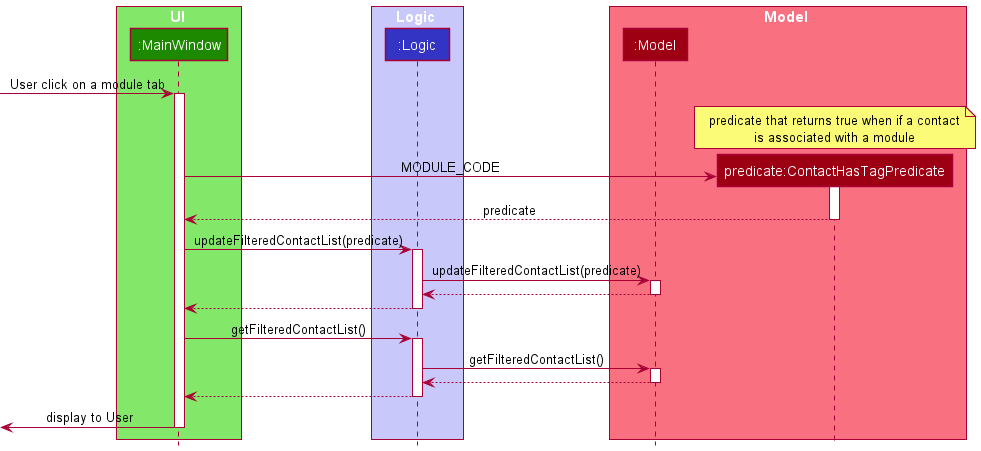 UI
Logic
Model
:MainWindow
:Logic
:Model
User click on a module tab
predicate that returns true when if a contact
is associated with a module
MODULE_CODE
predicate:ContactHasTagPredicate
predicate
updateFilteredContactList(predicate)
updateFilteredContactList(predicate)
getFilteredContactList()
getFilteredContactList()
display to User